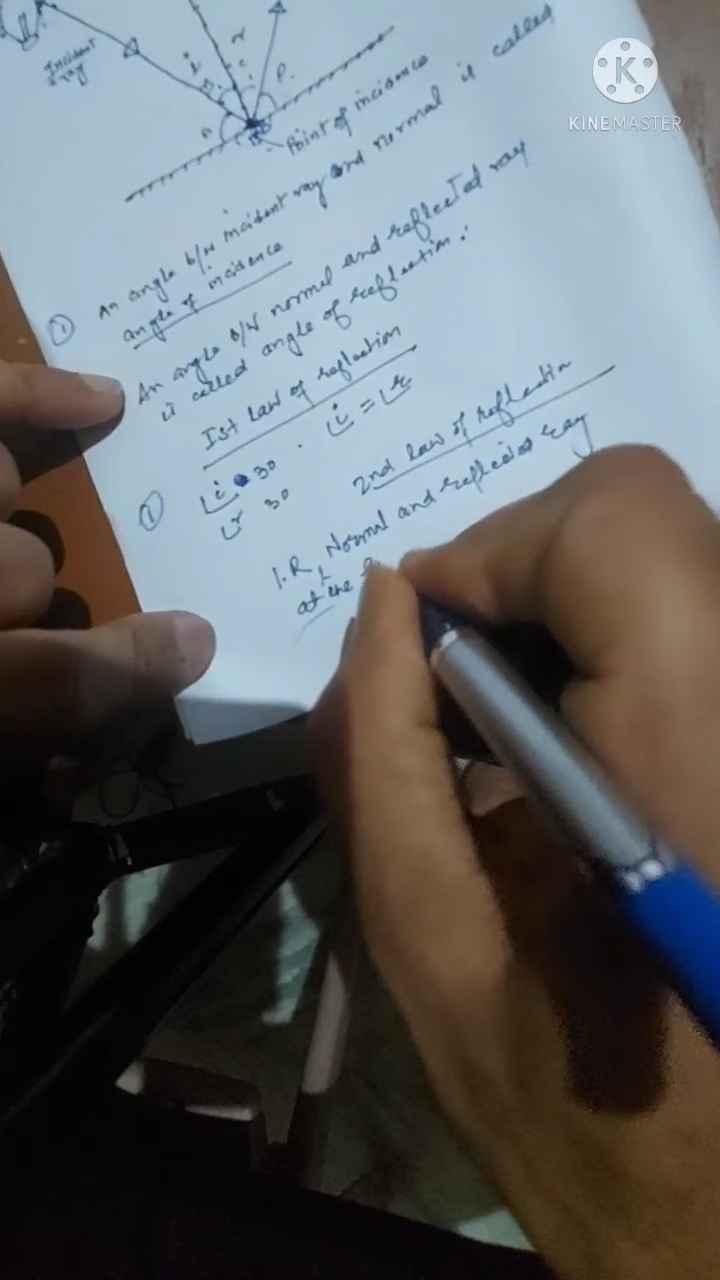 KINEMASTER
Incident
ray
i
r
Point of incidence
① An angle b/w incident ray and normal is called
angle of incidence
An angle b/w normal and reflected ray
is called angle of reflection.
Ist Law of reflection
① ∠i 30 . ∠i = ∠r
∠r 30
2nd law of reflection
I.R, Normal and reflected ray
at the